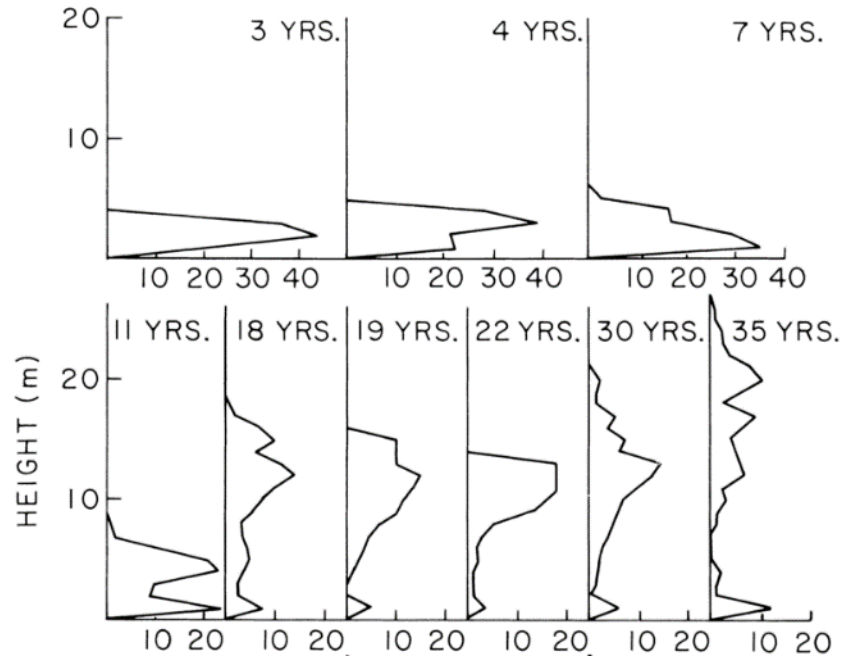 20
3 YRS.
4 YRS.
7 YRS.
10
10 20 30 40
10 20 30 40
10 20 30 40
11 YRS.
18 YRS.
19 YRS.
22 YRS.
30 YRS.
35 YRS.
20
HEIGHT (m)
10
10 20
10 20
10 20
10 20
10 20
10 20